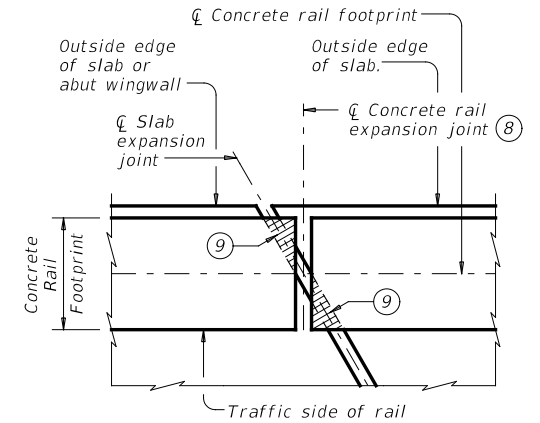 ℄ Concrete rail footprint
Outside edge
of slab or
abut wingwall
Outside edge
of slab.
℄ Slab
expansion
joint
℄ Concrete rail
expansion joint 8
9
9
Concrete
Rail
Footprint
Traffic side of rail